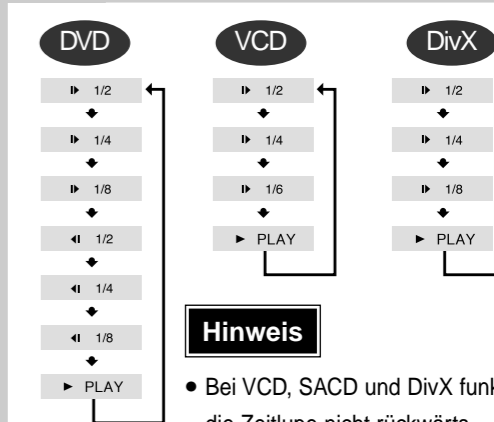 DVD
I▶ 1/2
I▶ 1/4
I▶ 1/8
◀I 1/2
◀I 1/4
◀I 1/8
► PLAY
VCD
I▶ 1/2
I▶ 1/4
I▶ 1/6
► PLAY
DivX
I▶ 1/2
I▶ 1/4
I▶ 1/8
► PLAY
Hinweis
● Bei VCD, SACD und DivX funk